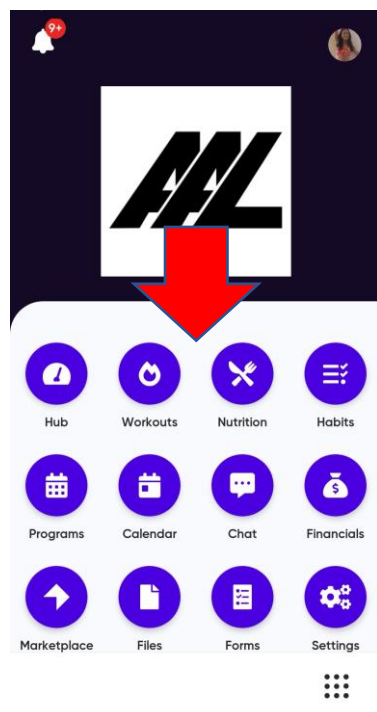 9+
AAL
Hub Workouts Nutrition Habits
Programs Calendar Chat Financials
Marketplace Files Forms Settings